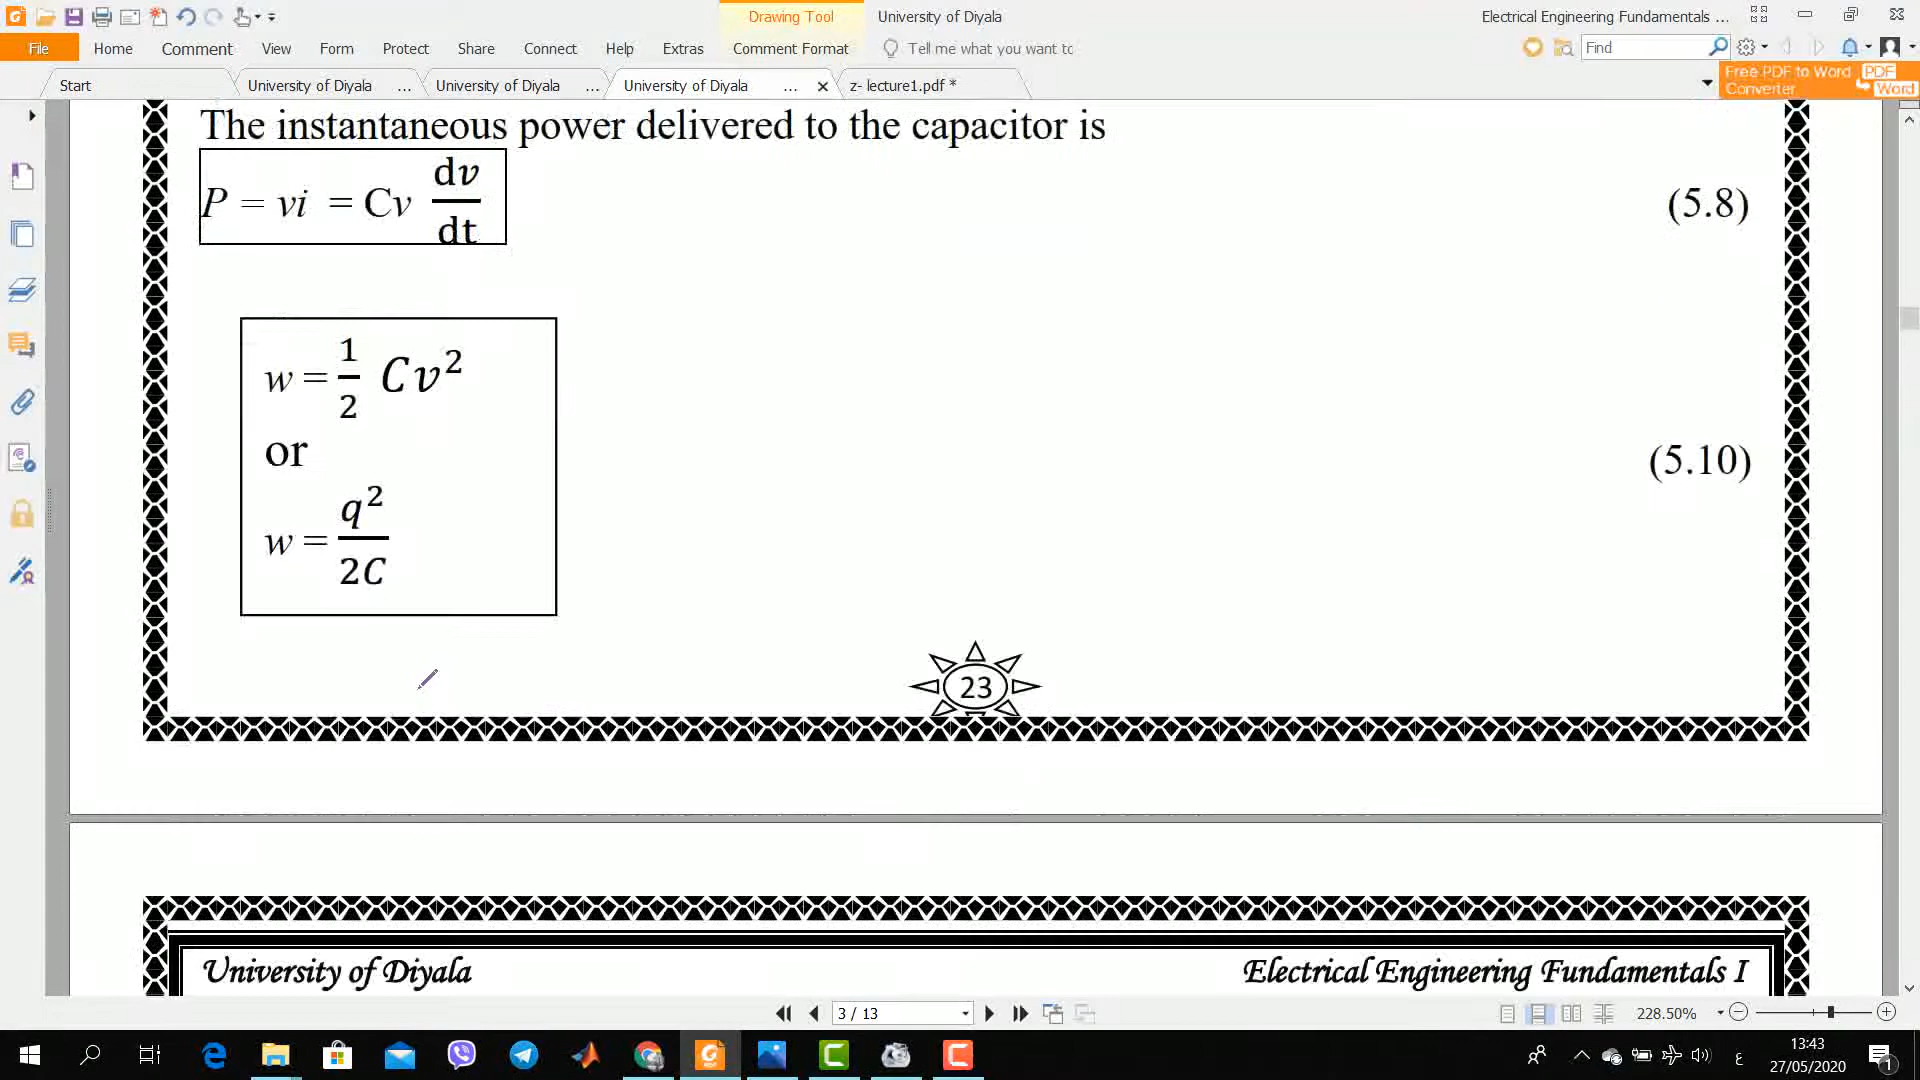 Drawing Tool
University of Diyala
Electrical Engineering Fundamentals ...
File
Home
Comment
View
Form
Protect
Share
Connect
Help
Extras
Comment Format
Tell me what you want to
Find
Start
University of Diyala ...
University of Diyala ...
University of Diyala ...
z- lecture1.pdf *
Free PDF to Word Converter
PDF
Word
The instantaneous power delivered to the capacitor is
P = vi = Cv dv/dt (5.8)
w = 1/2 Cv²
or (5.10)
w = q²/2C
23
University of Diyala Electrical Engineering Fundamentals I
3 / 13
228.50%
ع
13:43
27/05/2020
1